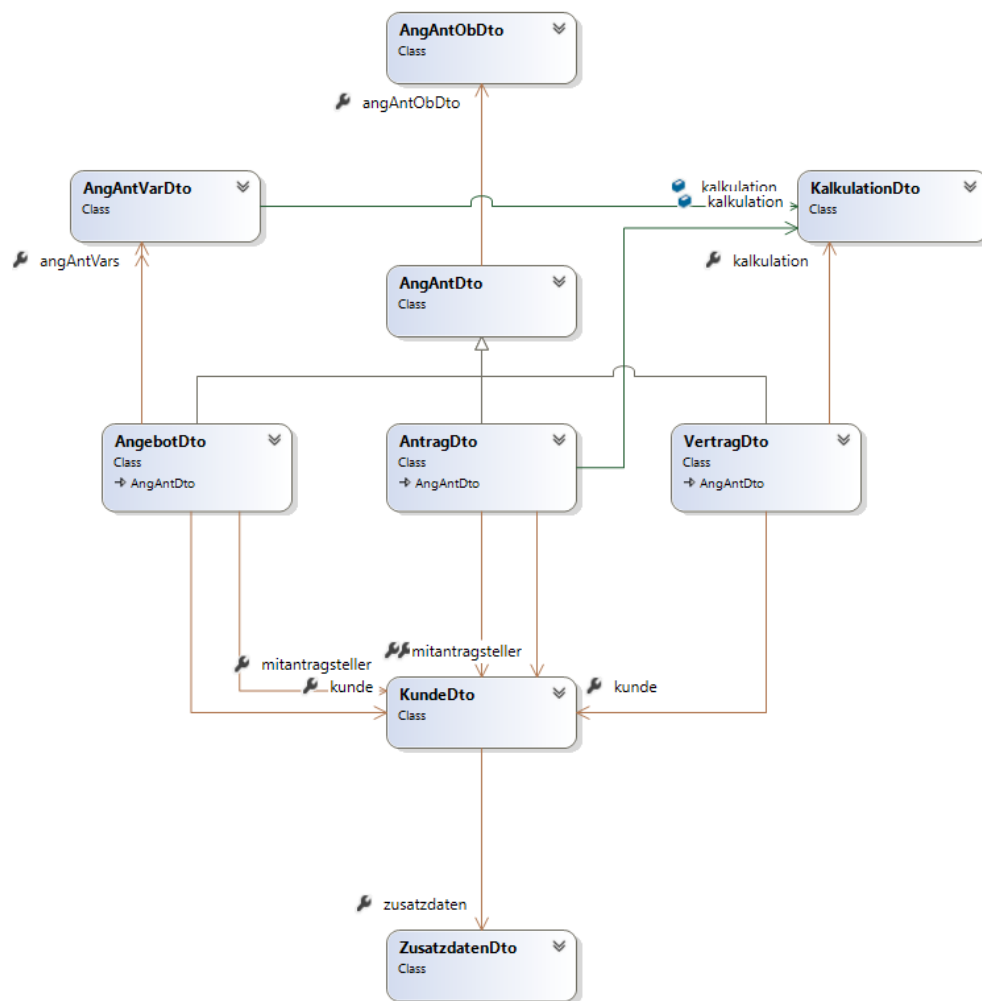 AngAntObDto
Class
angAntObDto
AngAntVarDto
Class
kalkulation
kalkulation
KalkulationDto
Class
angAntVars
kalkulation
AngAntDto
Class
AngebotDto
Class
AngAntDto
AntragDto
Class
AngAntDto
VertragDto
Class
AngAntDto
mitantragsteller
mitantragsteller
kunde
kunde
KundeDto
Class
zusatzdaten
ZusatzdatenDto
Class